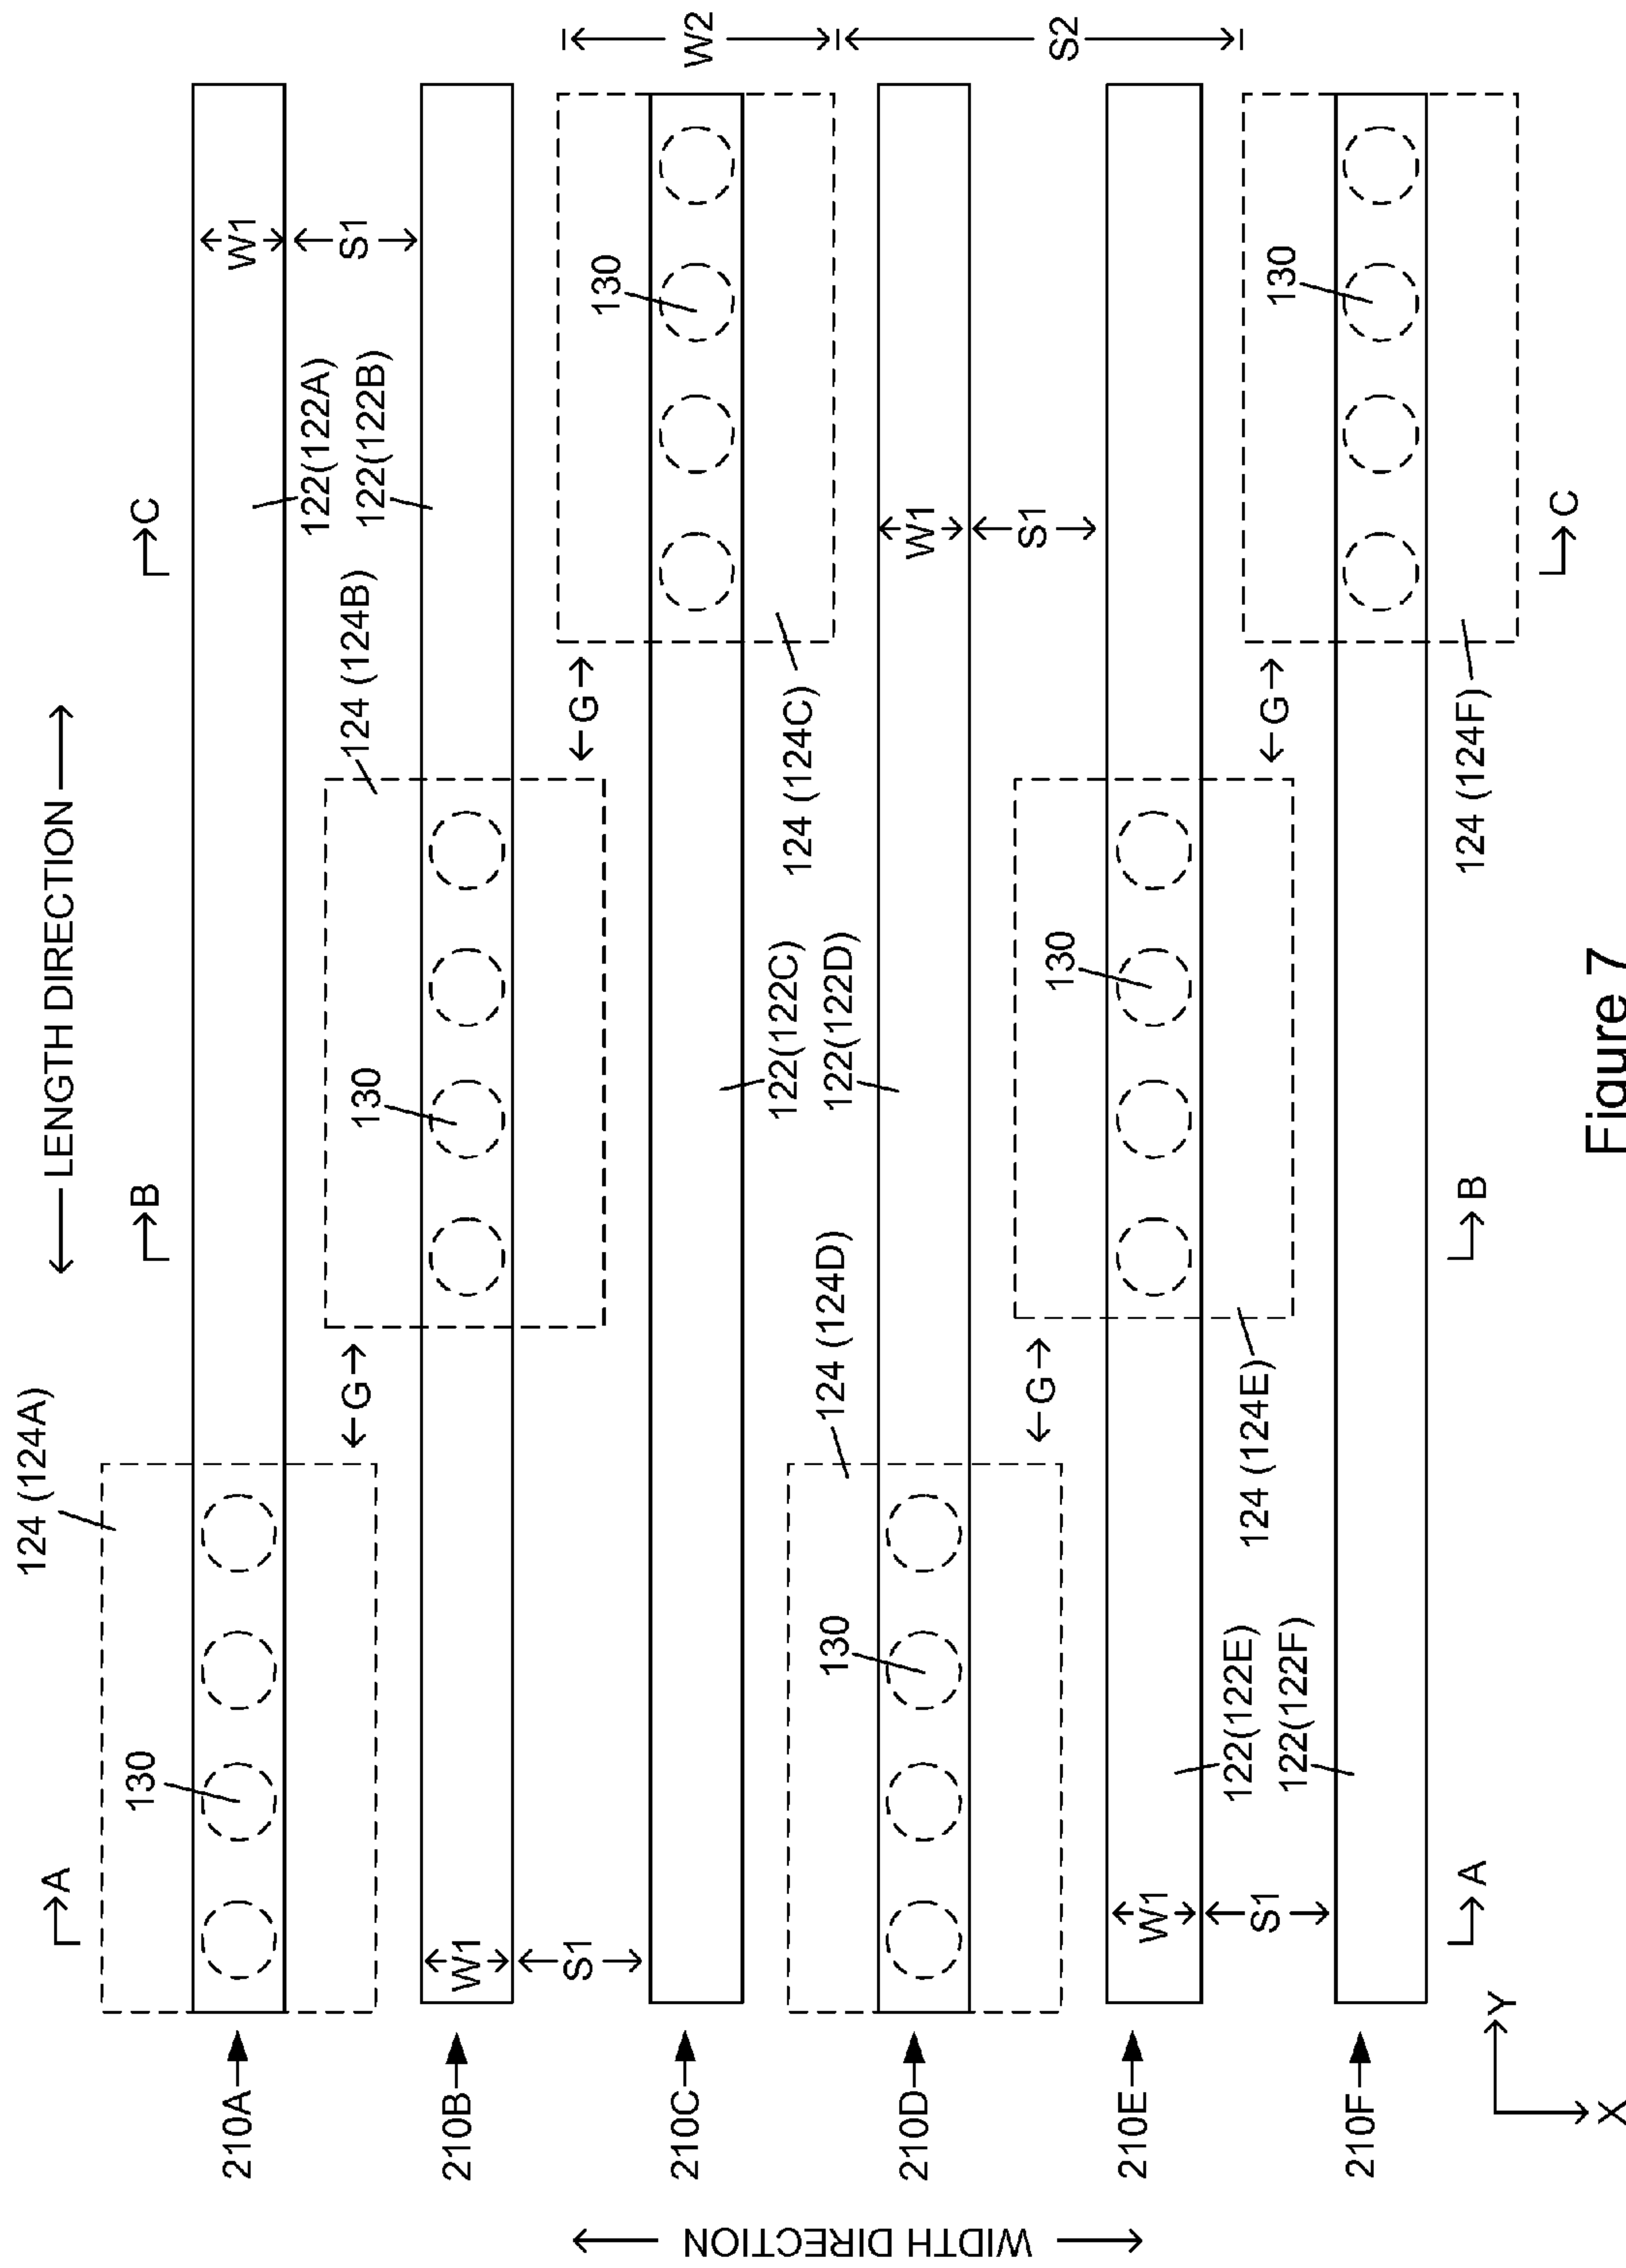 ← LENGTH DIRECTION →
124 (124A)
A
B
C
130
W1
S1
122(122A)
122(122B)
210A
124 (124B)
G
130
W1
S1
210B
W2
130
G
124 (124C)
122(122C)
122(122D)
210C
S2
124 (124D)
130
W1
S1
210D
130
G
124 (124E)
W1
S1
122(122E)
122(122F)
210E
130
G
124 (124F)
210F
A
B
C
Y
X
← WIDTH DIRECTION →
Figure 7